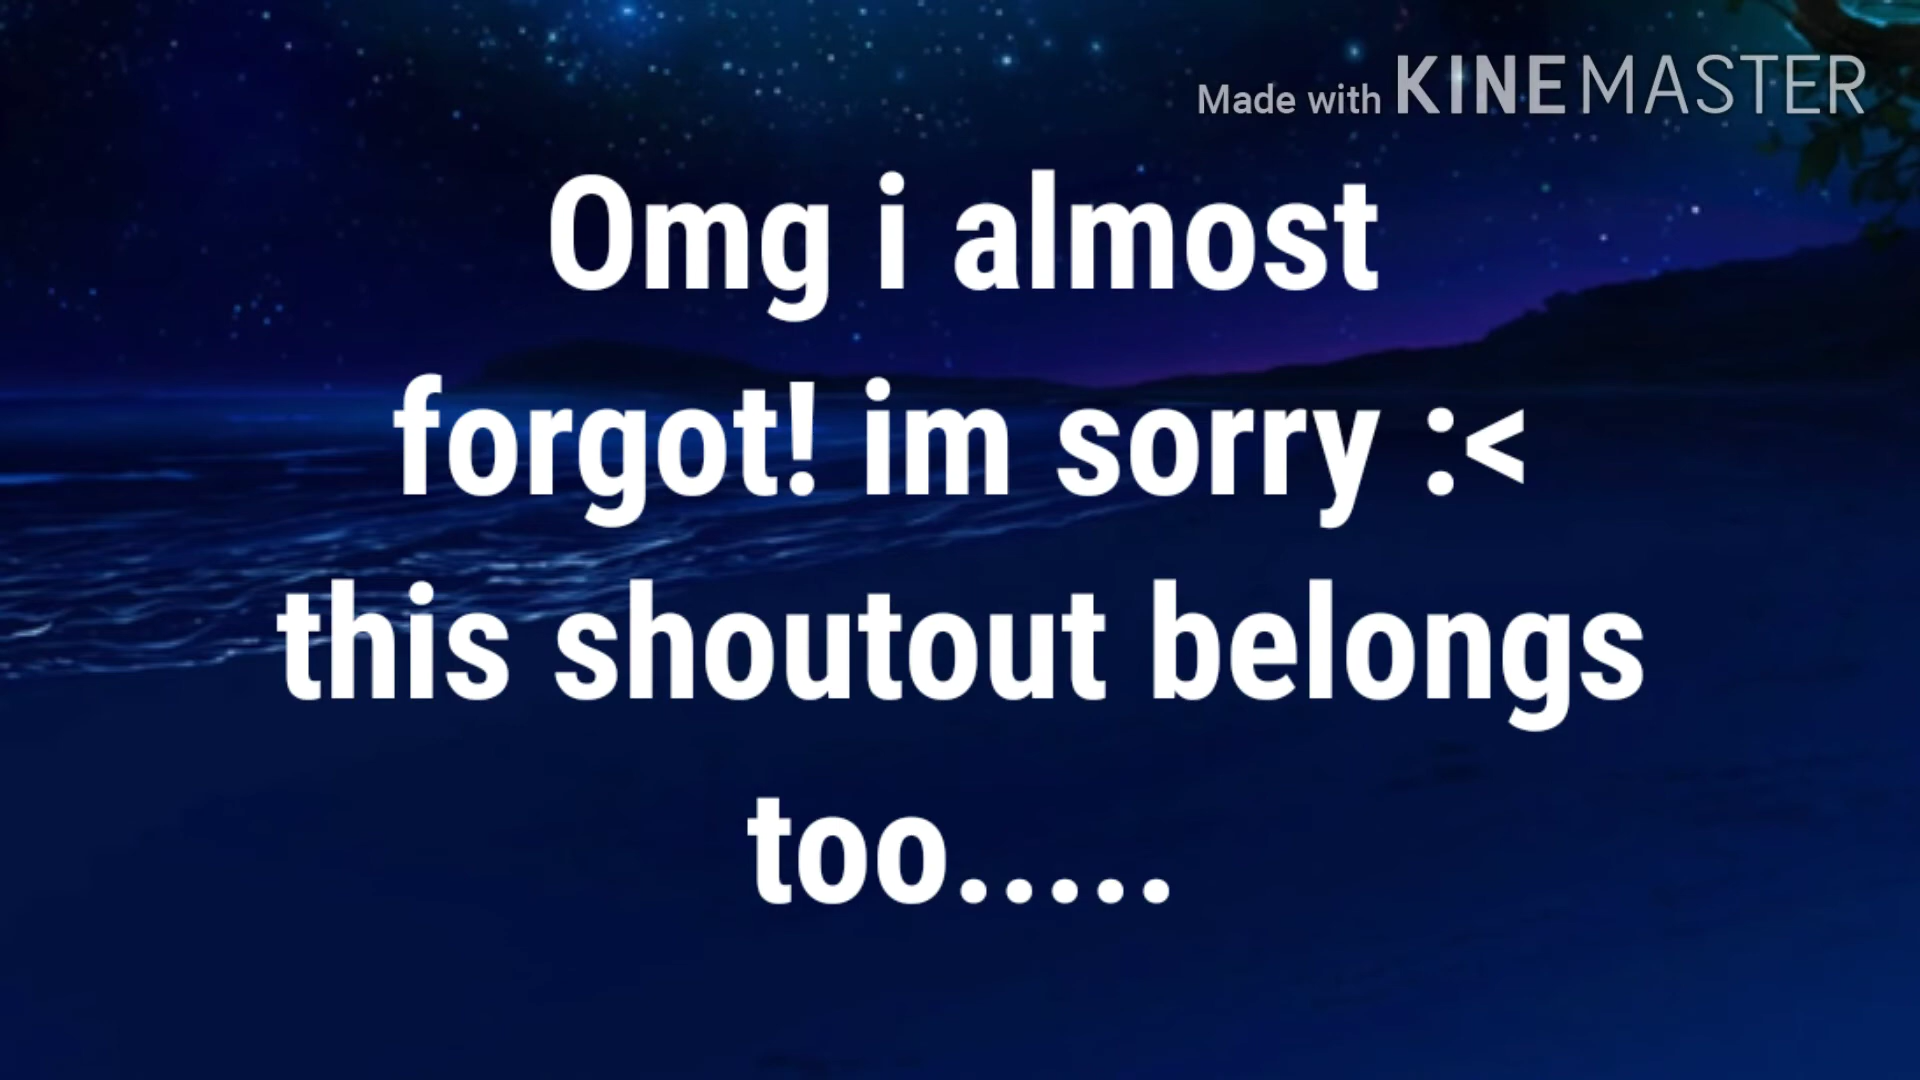 Made with KINEMASTER
Omg i almost
forgot! im sorry :<
this shoutout belongs
too.....